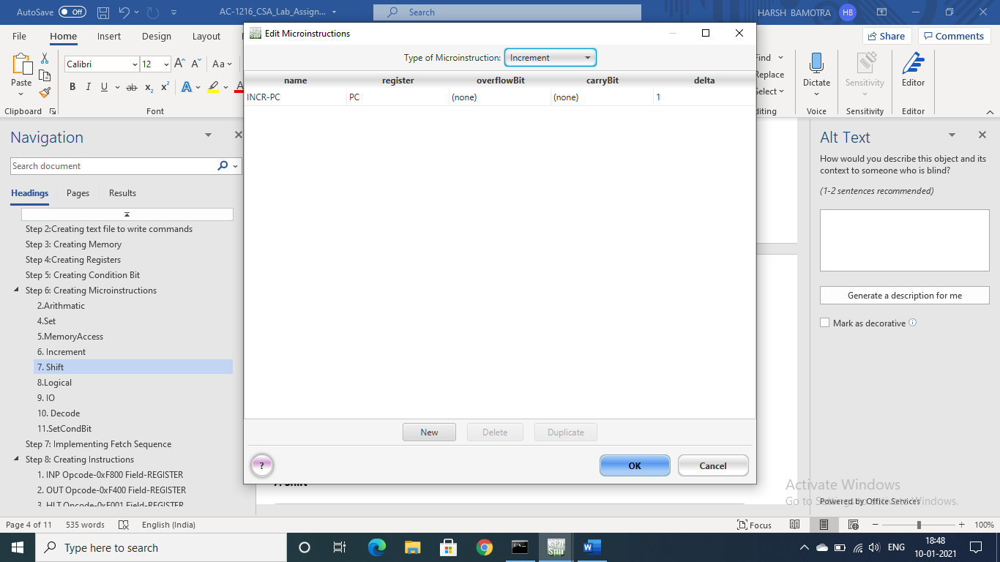 AutoSave Off
AC-1216_CSA_Lab_Assign...
Search
HARSH BAMOTRA HB
File Home Insert Design Layout
Share Comments
Paste
Clipboard
Calibri 12
Aa
B I U ab x2 x2 A A
Font
Find
Replace
Select
Editing
Dictate
Voice
Sensitivity
Sensitivity
Editor
Editor
Navigation
Search document
Headings Pages Results
Step 2:Creating text file to write commands
Step 3: Creating Memory
Step 4:Creating Registers
Step 5: Creating Condition Bit
Step 6: Creating Microinstructions
2.Arithmatic
4.Set
5.MemoryAccess
6. Increment
7. Shift
8.Logical
9. IO
10. Decode
11.SetCondBit
Step 7: Implementing Fetch Sequence
Step 8: Creating Instructions
1. INP Opcode-0xF800 Field-REGISTER
2. OUT Opcode-0xF400 Field-REGISTER
3. HLT Opcode-0xF001 Field-REGISTER
Edit Microinstructions
Type of Microinstruction: Increment
name register overflowBit carryBit delta
INCR-PC PC (none) (none) 1
New Delete Duplicate
? OK Cancel
7. Shift
Alt Text
How would you describe this object and its
context to someone who is blind?
(1-2 sentences recommended)
Generate a description for me
Mark as decorative
Activate Windows
Go to Settings to activate Windows.
Powered by Office Services
Page 4 of 11 535 words English (India)
Focus 100%
Type here to search
ENG
18:48
10-01-2021